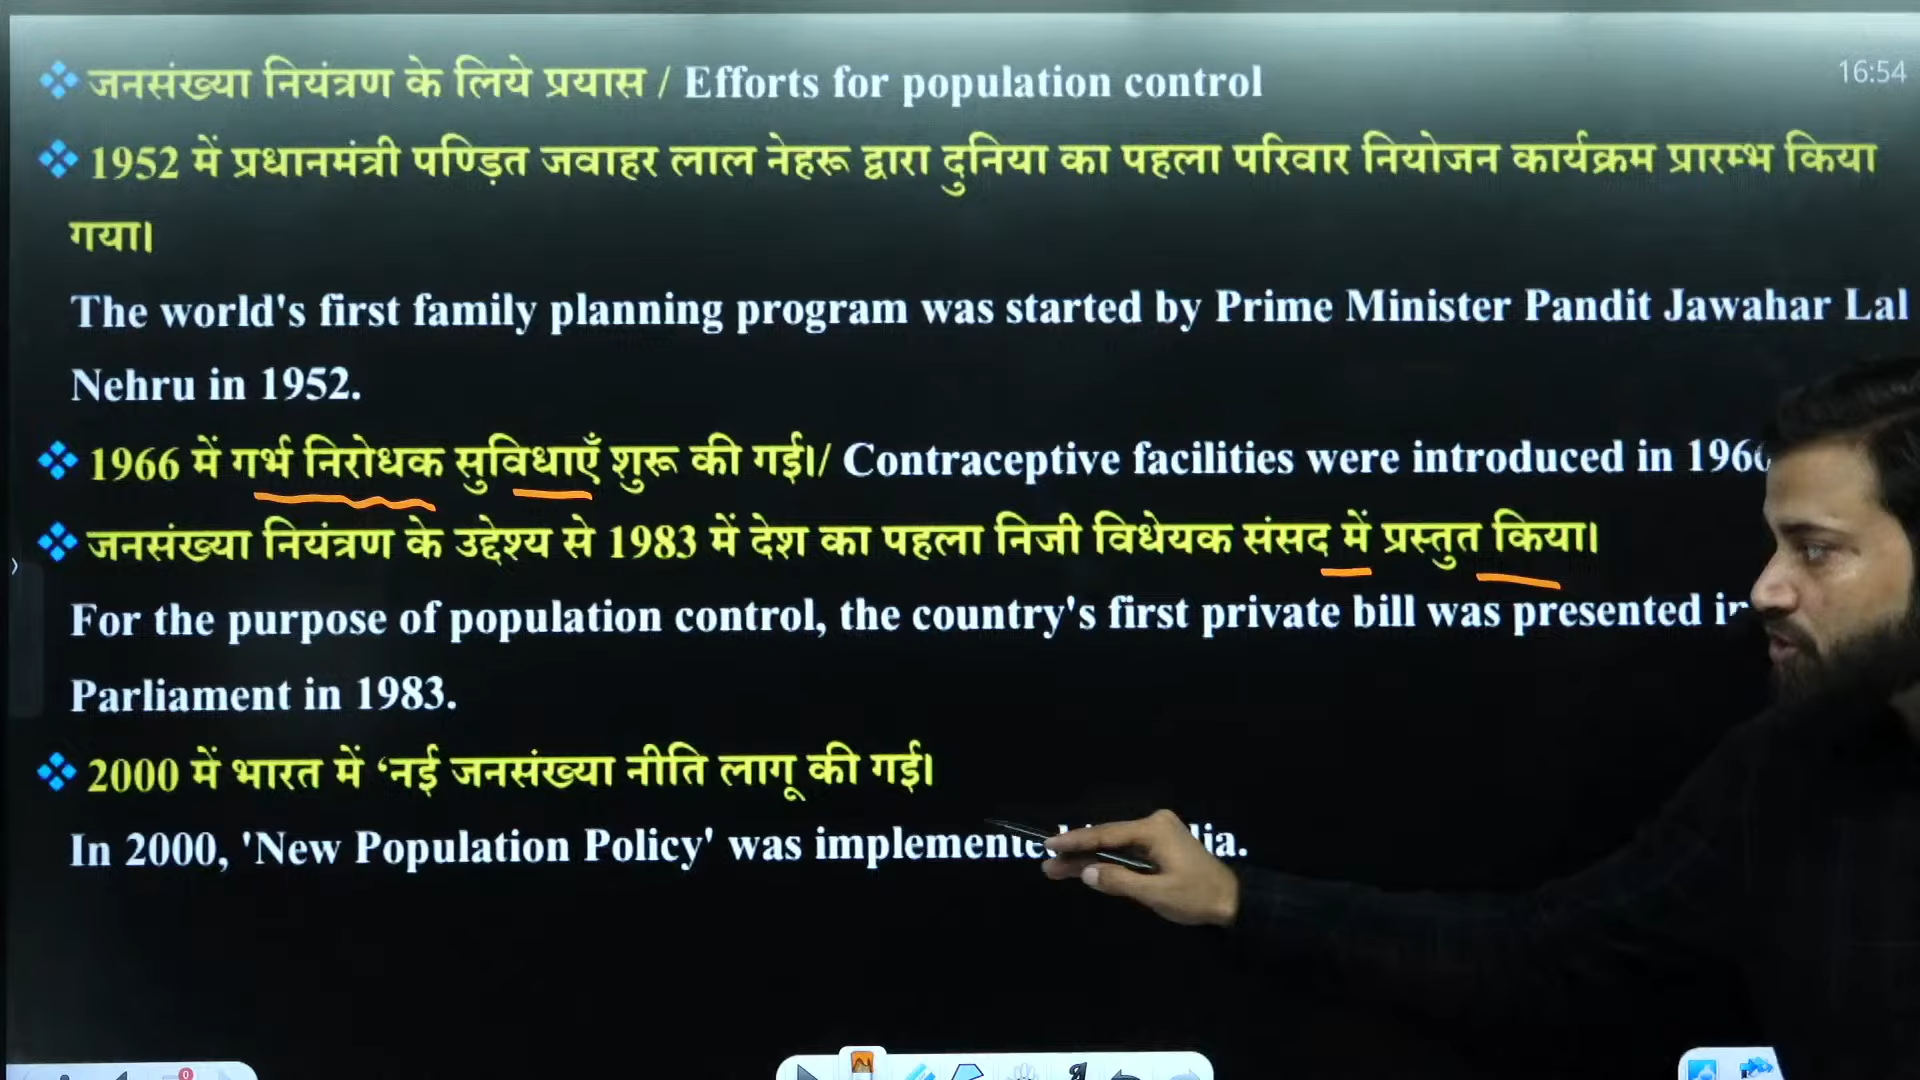 जनसंख्या नियंत्रण के लिये प्रयास / Efforts for population control
16:54
1952 में प्रधानमंत्री पण्ड़ित जवाहर लाल नेहरू द्वारा दुनिया का पहला परिवार नियोजन कार्यक्रम प्रारम्भ किया
गया।
The world's first family planning program was started by Prime Minister Pandit Jawahar Lal
Nehru in 1952.
1966 में गर्भ निरोधक सुविधाएँ शुरू की गई।/ Contraceptive facilities were introduced in
जनसंख्या नियंत्रण के उद्देश्य से 1983 में देश का पहला निजी विधेयक संसद में प्रस्तुत किया।
For the purpose of population control, the country's first private bill was presented
Parliament in 1983.
2000 में भारत में ‘नई जनसंख्या नीति लागू की गई।
In 2000, 'New Population Policy' was
0